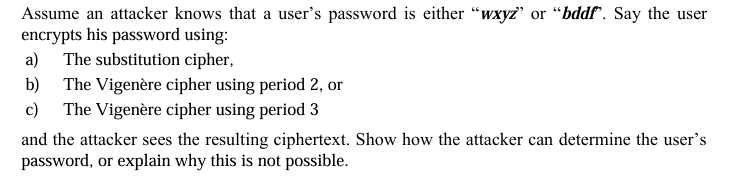 Assume an attacker knows that a user's password is either “wxyz” or “bddf”. Say the user
encrypts his password using:
a) The substitution cipher,
b) The Vigenère cipher using period 2, or
c) The Vigenère cipher using period 3
and the attacker sees the resulting ciphertext. Show how the attacker can determine the user's
password, or explain why this is not possible.